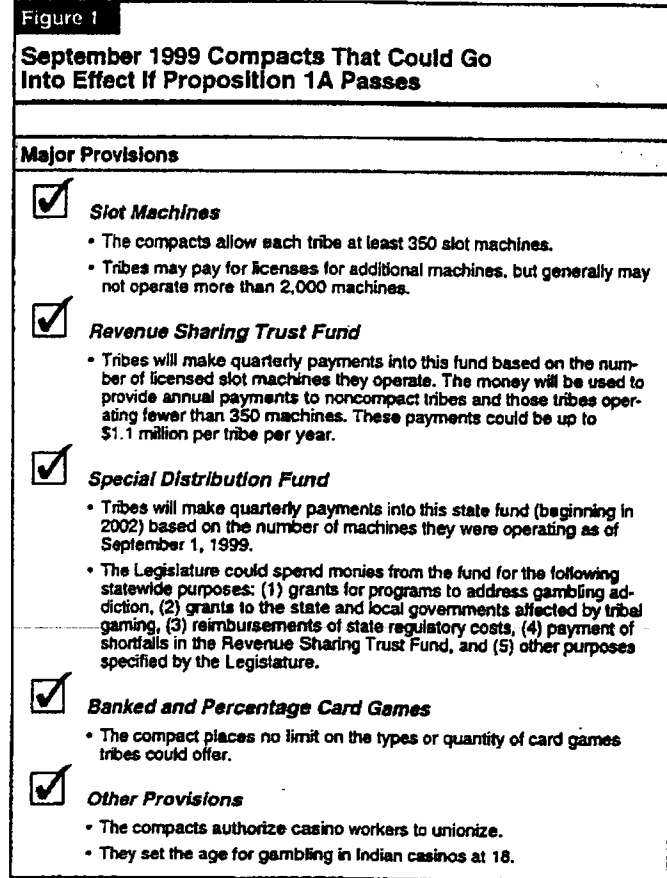 Figure 1
September 1999 Compacts That Could Go
Into Effect If Proposition 1A Passes
Major Provisions
Slot Machines
• The compacts allow each tribe at least 350 slot machines.
• Tribes may pay for licenses for additional machines, but generally may
not operate more than 2,000 machines.
Revenue Sharing Trust Fund
• Tribes will make quarterly payments into this fund based on the num-
ber of licensed slot machines they operate. The money will be used to
provide annual payments to noncompact tribes and those tribes oper-
ating fewer than 350 machines. These payments could be up to
$1.1 million per tribe per year.
Special Distribution Fund
• Tribes will make quarterly payments into this state fund (beginning in
2002) based on the number of machines they were operating as of
September 1, 1999.
• The Legislature could spend monies from the fund for the following
statewide purposes: (1) grants for programs to address gambling ad-
diction, (2) grants to the state and local governments affected by tribal
gaming, (3) reimbursements of state regulatory costs, (4) payment of
shortfalls in the Revenue Sharing Trust Fund, and (5) other purposes
specified by the Legislature.
Banked and Percentage Card Games
• The compact places no limit on the types or quantity of card games
tribes could offer.
Other Provisions
• The compacts authorize casino workers to unionize.
• They set the age for gambling in Indian casinos at 18.